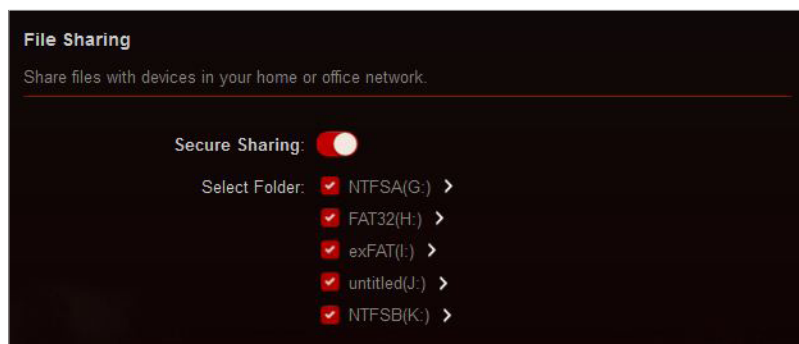 File Sharing
Share files with devices in your home or office network.
Secure Sharing:
Select Folder: NTFSA(G:)
FAT32(H:)
exFAT(I:)
untitled(J:)
NTFSB(K:)